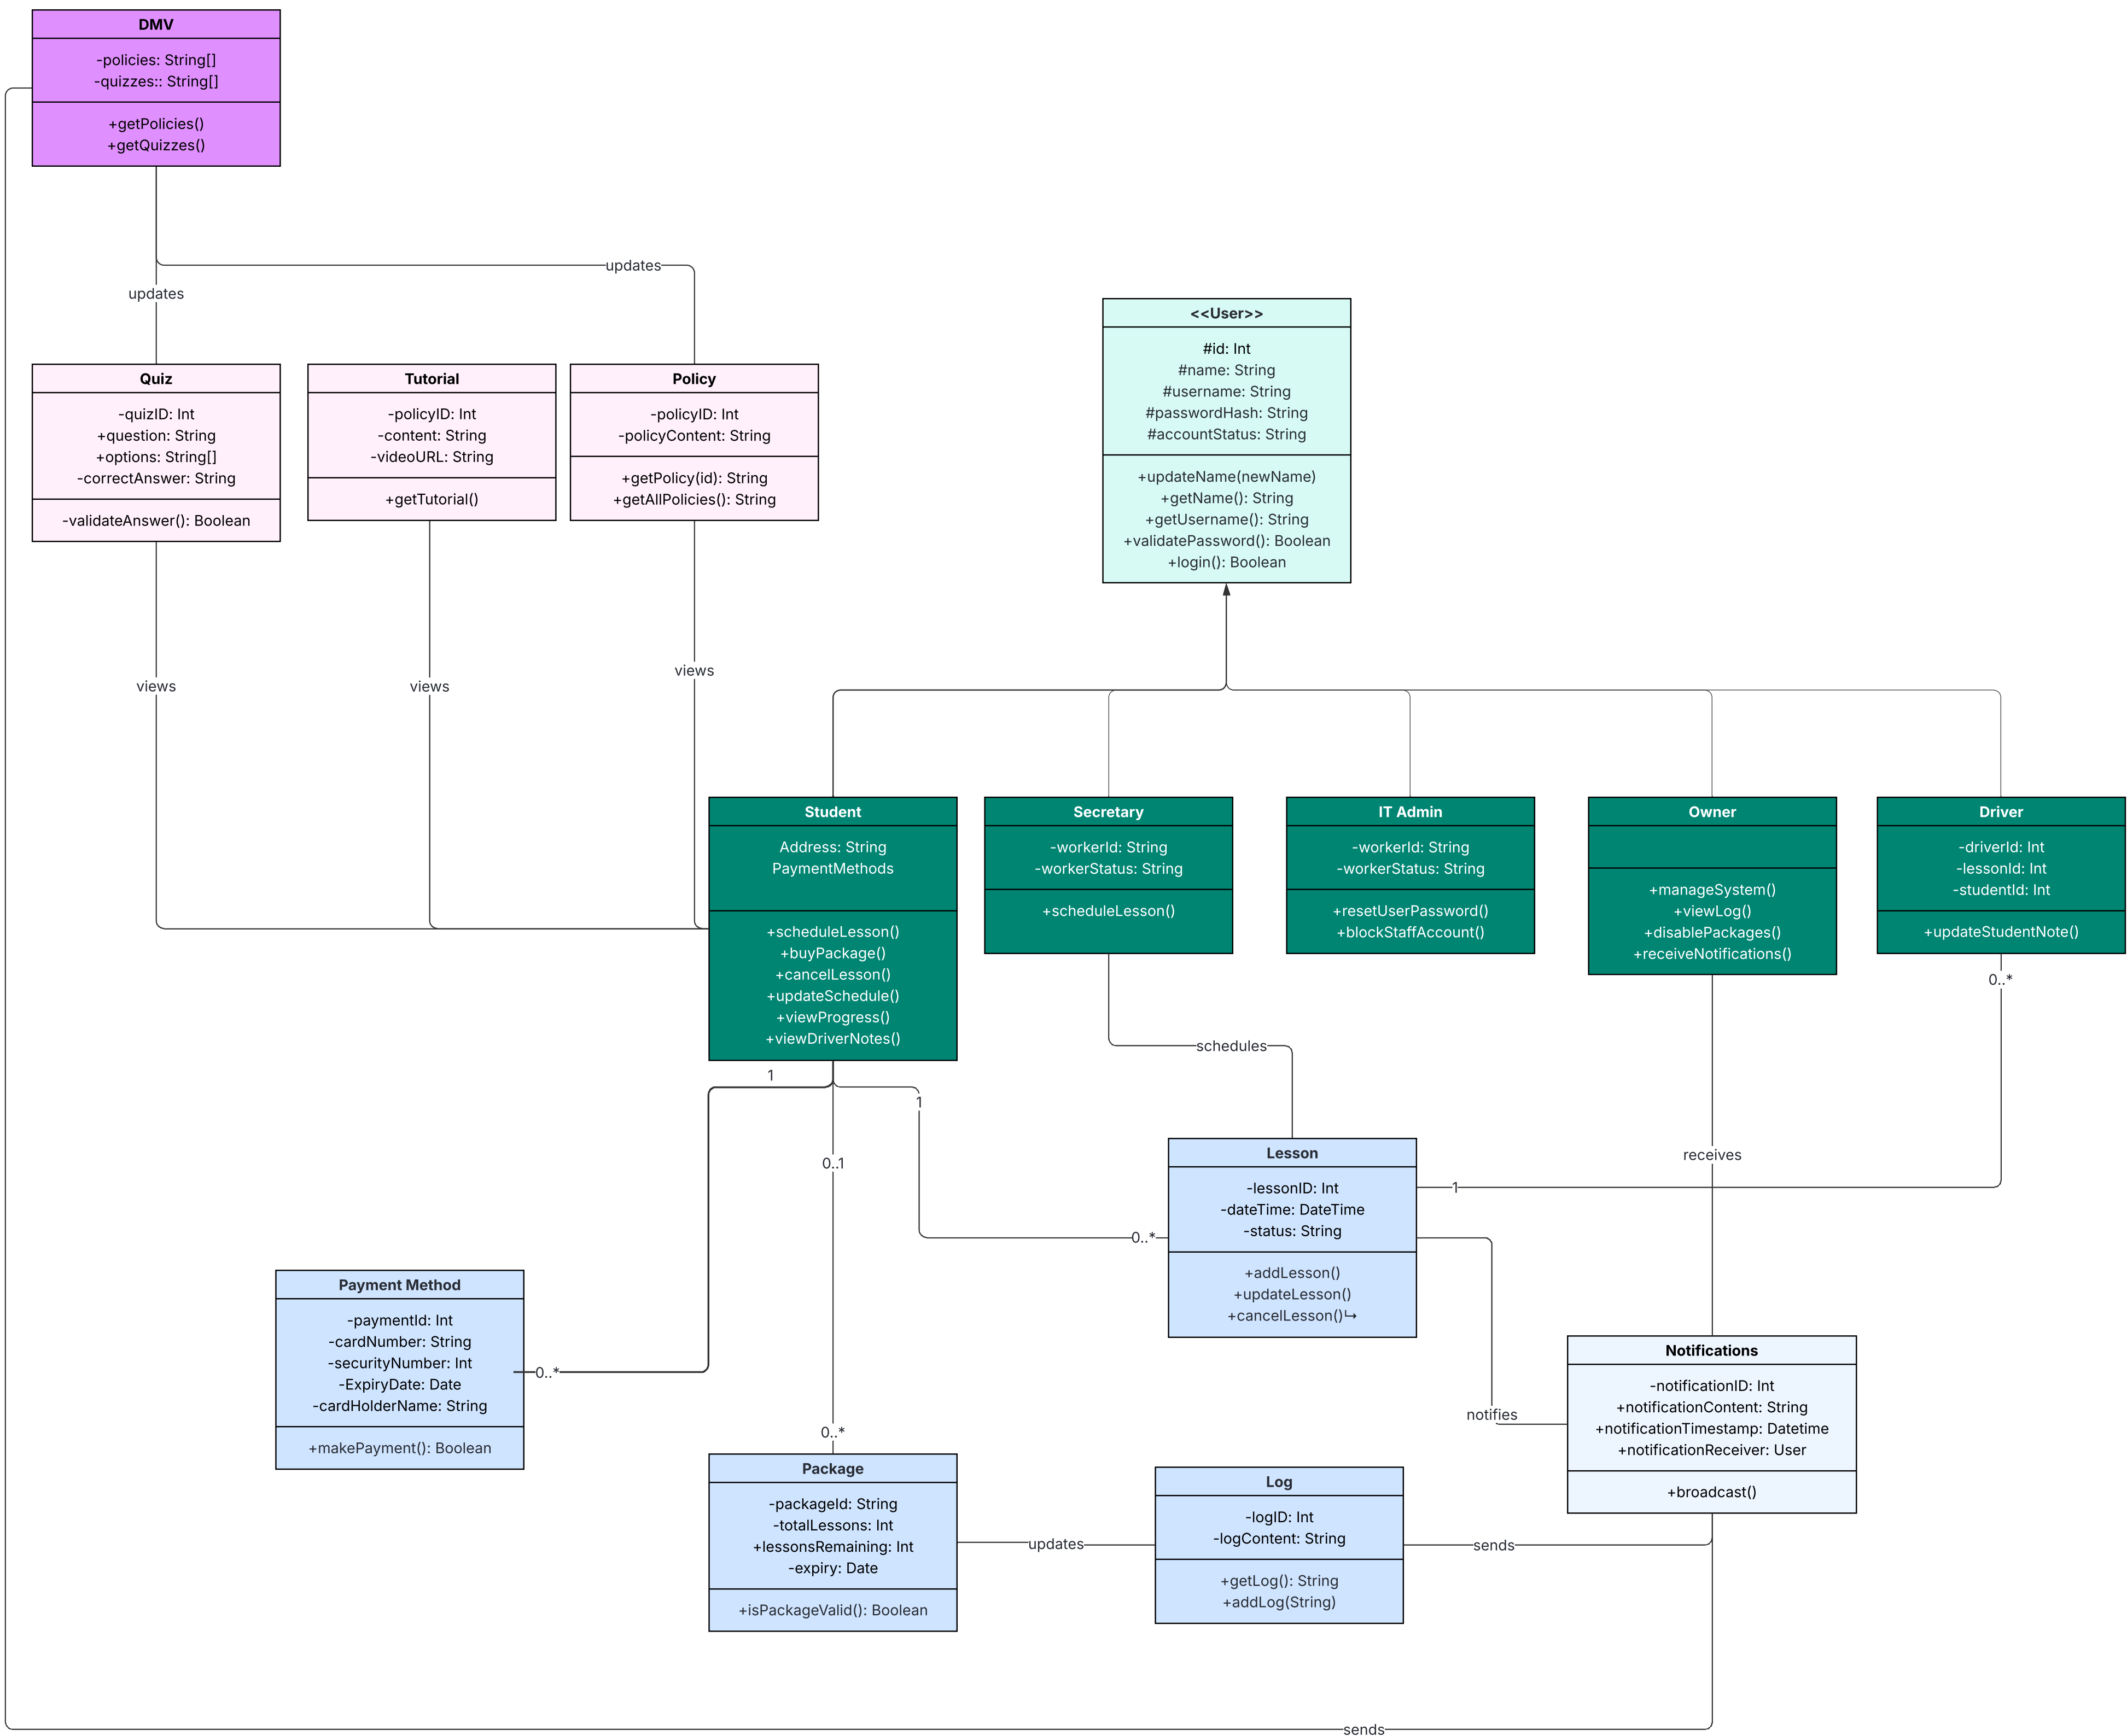 DMV
-policies: String[]
-quizzes:: String[]
+getPolicies()
+getQuizzes()
updates
updates
Quiz
-quizID: Int
+question: String
+options: String[]
-correctAnswer: String
-validateAnswer(): Boolean
Tutorial
-policyID: Int
-content: String
-videoURL: String
+getTutorial()
Policy
-policyID: Int
-policyContent: String
+getPolicy(id): String
+getAllPolicies(): String
<<User>>
#id: Int
#name: String
#username: String
#passwordHash: String
#accountStatus: String
+updateName(newName)
+getName(): String
+getUsername(): String
+validatePassword(): Boolean
+login(): Boolean
views
views
views
Student
Address: String
PaymentMethods
+scheduleLesson()
+buyPackage()
+cancelLesson()
+updateSchedule()
+viewProgress()
+viewDriverNotes()
Secretary
-workerId: String
-workerStatus: String
+scheduleLesson()
IT Admin
-workerId: String
-workerStatus: String
+resetUserPassword()
+blockStaffAccount()
Owner
+manageSystem()
+viewLog()
+disablePackages()
+receiveNotifications()
Driver
-driverId: Int
-lessonId: Int
-studentId: Int
+updateStudentNote()
0..*
schedules
1
1
0..1
receives
Lesson
-lessonID: Int
-dateTime: DateTime
-status: String
+addLesson()
+updateLesson()
+cancelLesson()↳
1
0..*
Payment Method
-paymentId: Int
-cardNumber: String
-securityNumber: Int
-ExpiryDate: Date
-cardHolderName: String
+makePayment(): Boolean
0..*
0..*
notifies
Notifications
-notificationID: Int
+notificationContent: String
+notificationTimestamp: Datetime
+notificationReceiver: User
+broadcast()
Package
-packageId: String
-totalLessons: Int
+lessonsRemaining: Int
-expiry: Date
+isPackageValid(): Boolean
updates
Log
-logID: Int
-logContent: String
+getLog(): String
+addLog(String)
sends
sends